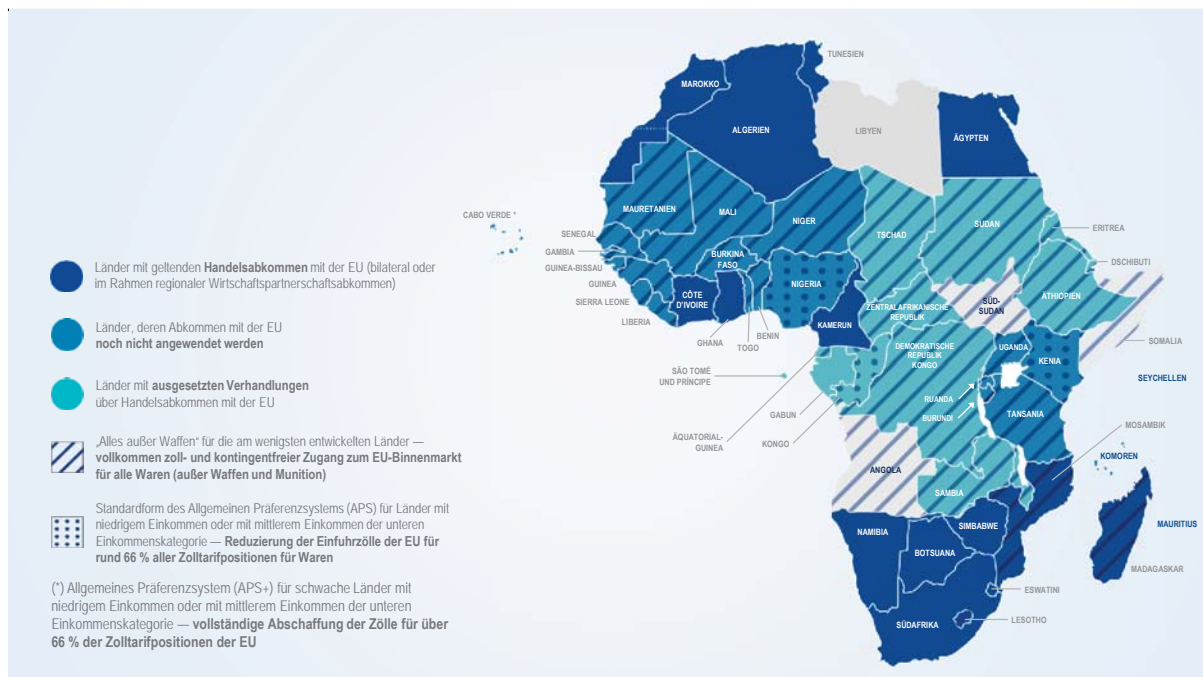 Länder mit geltenden Handelsabkommen mit der EU (bilateral oder
im Rahmen regionaler Wirtschaftspartnerschaftsabkommen)
Länder, deren Abkommen mit der EU
noch nicht angewendet werden
Länder mit ausgesetzten Verhandlungen
über Handelsabkommen mit der EU
„Alles außer Waffen“ für die am wenigsten entwickelten Länder —
vollkommen zoll- und kontingentfreier Zugang zum EU-Binnenmarkt
für alle Waren (außer Waffen und Munition)
Standardform des Allgemeinen Präferenzsystems (APS) für Länder mit
niedrigem Einkommen oder mit mittlerem Einkommen der unteren
Einkommenskategorie — Reduzierung der Einfuhrzölle der EU für
rund 66 % aller Zolltarifpositionen für Waren
(*) Allgemeines Präferenzsystem (APS+) für schwache Länder mit
niedrigem Einkommen oder mit mittlerem Einkommen der unteren
Einkommenskategorie — vollständige Abschaffung der Zölle für über
66 % der Zolltarifpositionen der EU
TUNESIEN
MAROKKO
ALGERIEN
LIBYEN
ÄGYPTEN
CABO VERDE *
MAURETANIEN
MALI
NIGER
TSCHAD
SUDAN
ERITREA
SENEGAL
GAMBIA
GUINEA-BISSAU
GUINEA
SIERRA LEONE
LIBERIA
BURKINA
FASO
CÔTE
D'IVOIRE
GHANA
TOGO
BENIN
NIGERIA
KAMERUN
ZENTRALAFRIKANISCHE
REPUBLIK
SÜD-
SUDAN
ÄTHIOPIEN
DSCHIBUTI
SOMALIA
SÃO TOMÉ
UND PRÍNCIPE
ÄQUATORIAL-
GUINEA
GABUN
KONGO
DEMOKRATISCHE
REPUBLIK
KONGO
UGANDA
KENIA
RUANDA
BURUNDI
TANSANIA
SEYCHELLEN
MOSAMBIK
KOMOREN
ANGOLA
SAMBIA
MAURITIUS
NAMIBIA
SIMBABWE
BOTSUANA
MADAGASKAR
ESWATINI
LESOTHO
SÜDAFRIKA